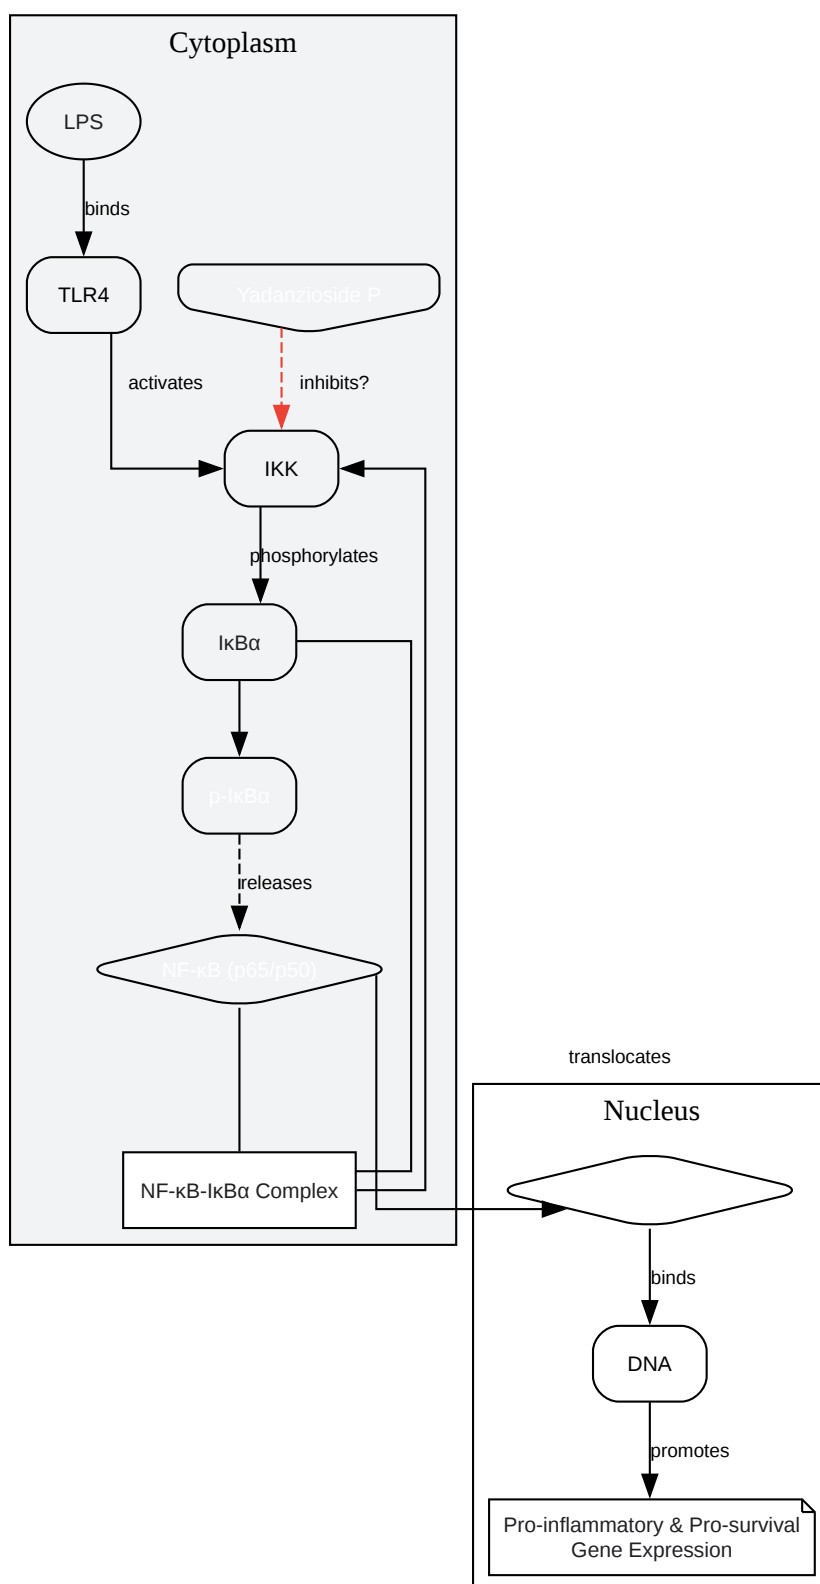 Cytoplasm
LPS
binds
TLR4
Yadanzioside P
activates
inhibits?
IKK
phosphorylates
IκBα
p-IκBα
releases
NF-κB (p65/p50)
translocates
Nucleus
NF-κB-IκBα Complex
binds
DNA
promotes
Pro-inflammatory & Pro-survival
Gene Expression